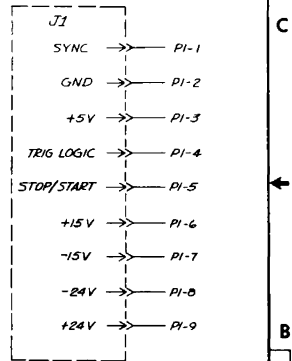 J1
C
SYNC P1-1
GND P1-2
+5V P1-3
TRIG LOGIC P1-4
STOP/START P1-5
+15V P1-6
-15V P1-7
-24V P1-8
+24V P1-9
B